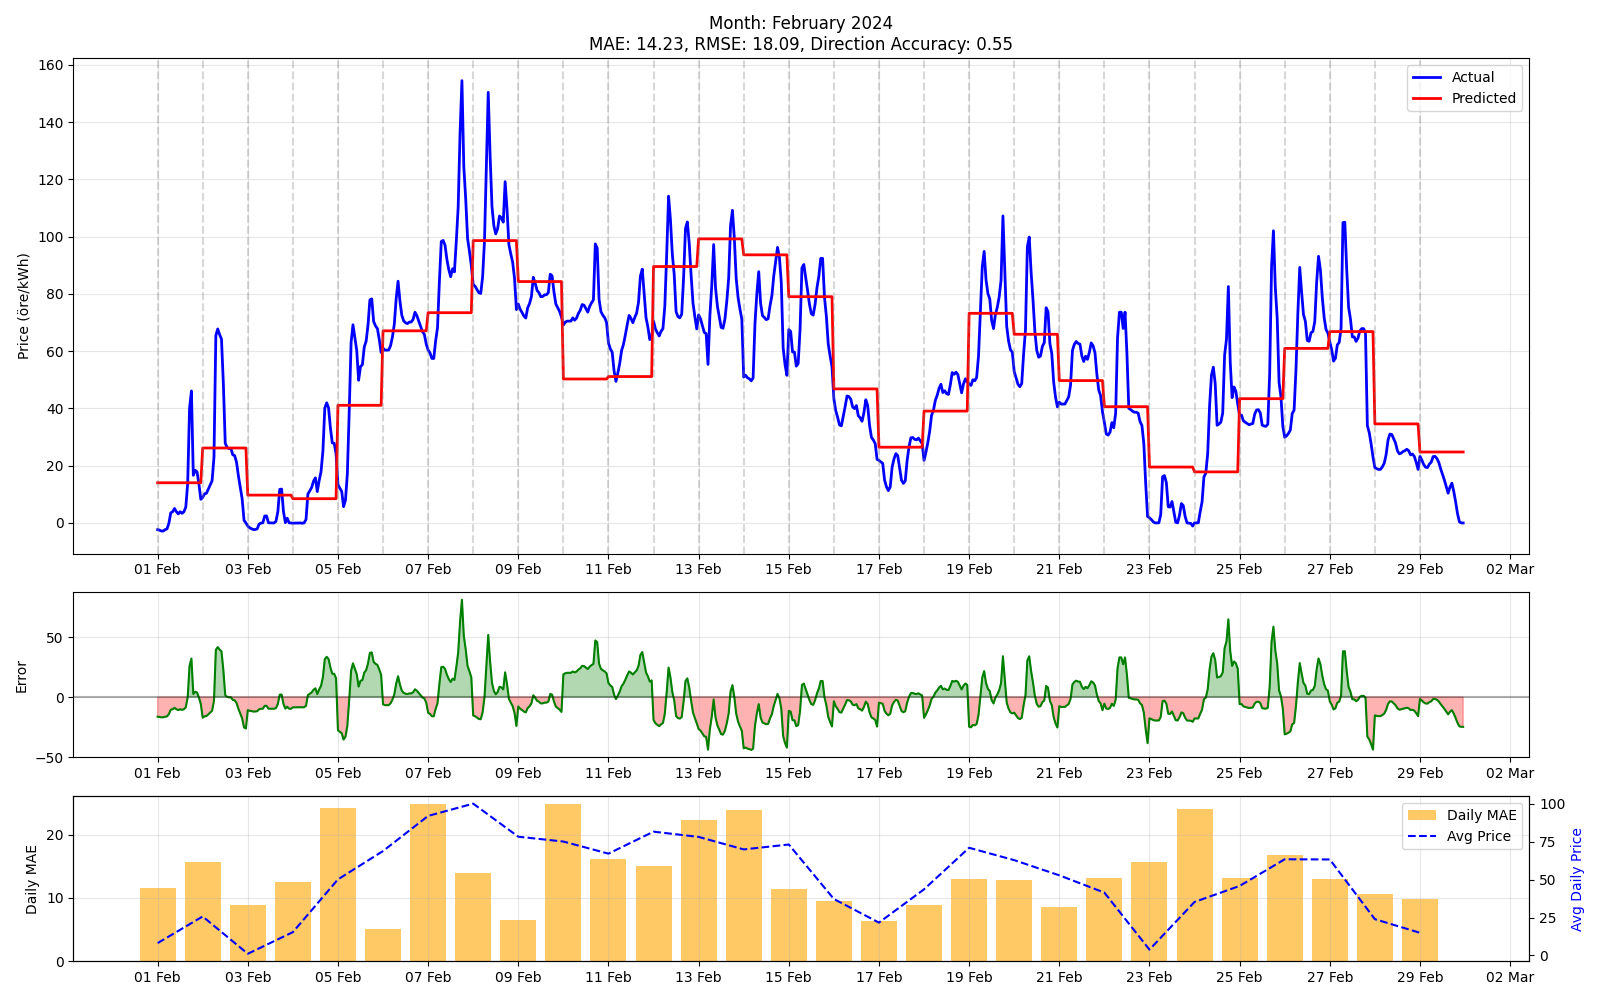 Month: February 2024
MAE: 14.23, RMSE: 18.09, Direction Accuracy: 0.55
Price (öre/kWh)
160
140
120
100
80
60
40
20
0
Actual
Predicted
01 Feb 03 Feb 05 Feb 07 Feb 09 Feb 11 Feb 13 Feb 15 Feb 17 Feb 19 Feb 21 Feb 23 Feb 25 Feb 27 Feb 29 Feb 02 Mar
Error
50
0
−50
01 Feb 03 Feb 05 Feb 07 Feb 09 Feb 11 Feb 13 Feb 15 Feb 17 Feb 19 Feb 21 Feb 23 Feb 25 Feb 27 Feb 29 Feb 02 Mar
Daily MAE
20
10
0
Daily MAE
Avg Price
100
75
50
25
0
Avg Daily Price
01 Feb 03 Feb 05 Feb 07 Feb 09 Feb 11 Feb 13 Feb 15 Feb 17 Feb 19 Feb 21 Feb 23 Feb 25 Feb 27 Feb 29 Feb 02 Mar